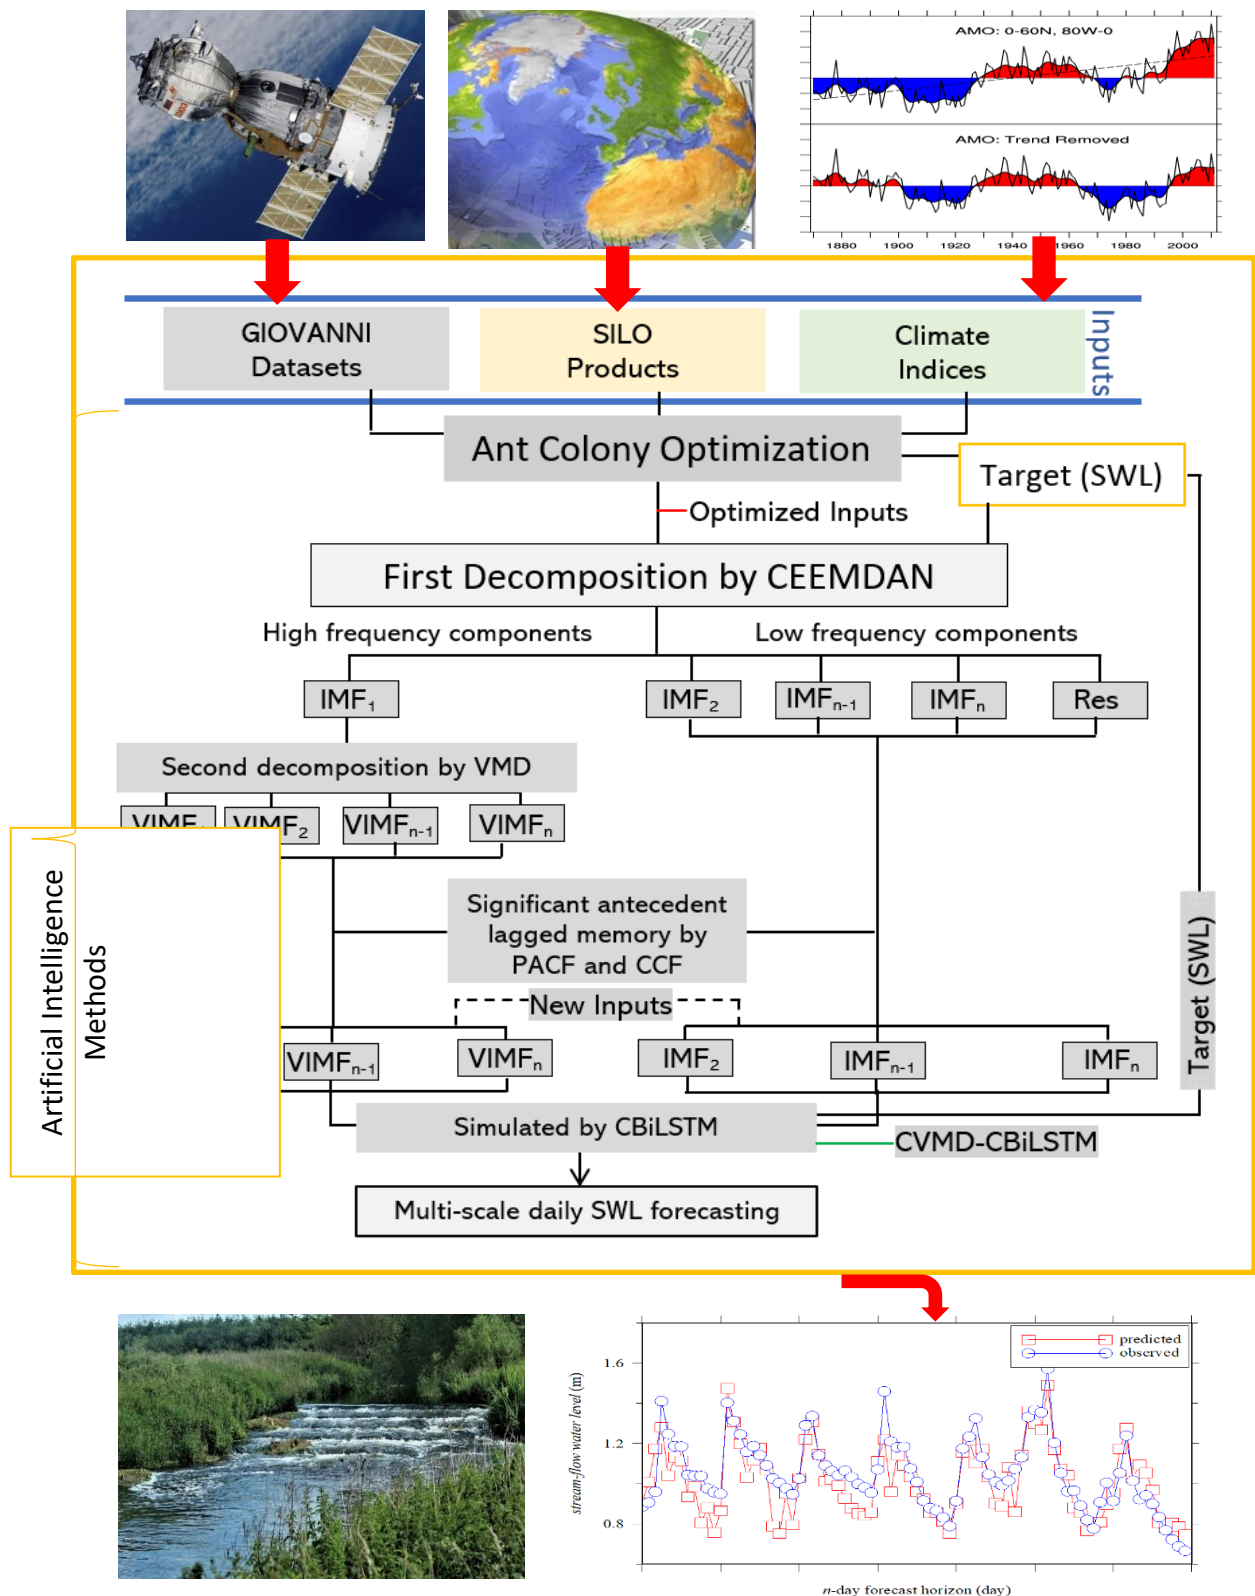 AMO: 0-60N, 80W-0
AMO: Trend Removed
1880 1900 1920 1940 1960 1980 2000
GIOVANNI
Datasets
SILO
Products
Climate
Indices
Inputs
Ant Colony Optimization
Target (SWL)
Optimized Inputs
First Decomposition by CEEMDAN
High frequency components
Low frequency components
IMF1
IMF2
IMFn-1
IMFn
Res
Second decomposition by VMD
VIMF2
VIMFn-1
VIMFn
Artificial Intelligence
Methods
Significant antecedent
lagged memory by
PACF and CCF
New Inputs
Target (SWL)
VIMFn-1
VIMFn
IMF2
IMFn-1
IMFn
Simulated by CBiLSTM
CVMD-CBiLSTM
Multi-scale daily SWL forecasting
predicted
observed
stream-flow water level (m)
1.6
1.2
0.8
n-day forecast horizon (day)